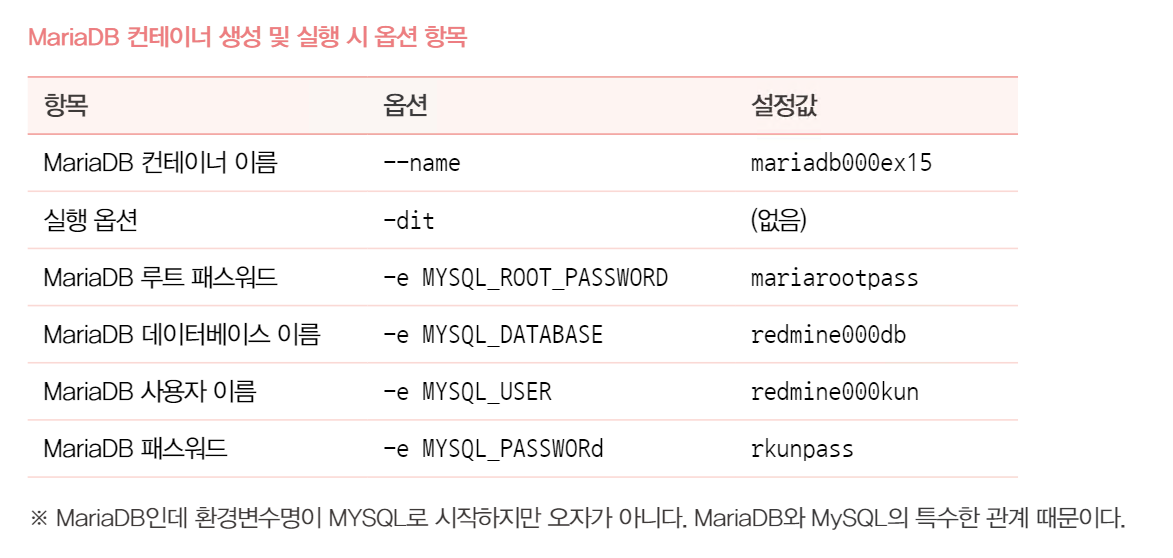 MariaDB 컨테이너 생성 및 실행 시 옵션 항목
항목 옵션 설정값
MariaDB 컨테이너 이름 --name mariadb000ex15
실행 옵션 -dit (없음)
MariaDB 루트 패스워드 -e MYSQL_ROOT_PASSWORD mariarootpass
MariaDB 데이터베이스 이름 -e MYSQL_DATABASE redmine000db
MariaDB 사용자 이름 -e MYSQL_USER redmine000kun
MariaDB 패스워드 -e MYSQL_PASSWORd rkunpass
※ MariaDB인데 환경변수명이 MYSQL로 시작하지만 오자가 아니다. MariaDB와 MySQL의 특수한 관계 때문이다.